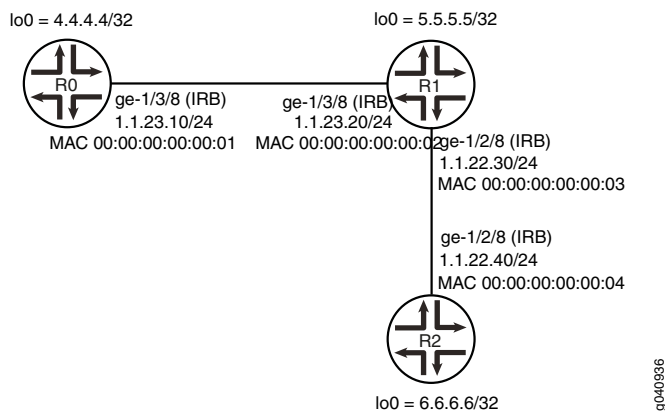 lo0 = 4.4.4.4/32
lo0 = 5.5.5.5/32
R0
R1
ge-1/3/8 (IRB)
1.1.23.10/24
MAC 00:00:00:00:00:01
ge-1/3/8 (IRB)
1.1.23.20/24
MAC 00:00:00:00:00:02
ge-1/2/8 (IRB)
1.1.22.30/24
MAC 00:00:00:00:00:03
ge-1/2/8 (IRB)
1.1.22.40/24
MAC 00:00:00:00:00:04
R2
lo0 = 6.6.6.6/32
g040936